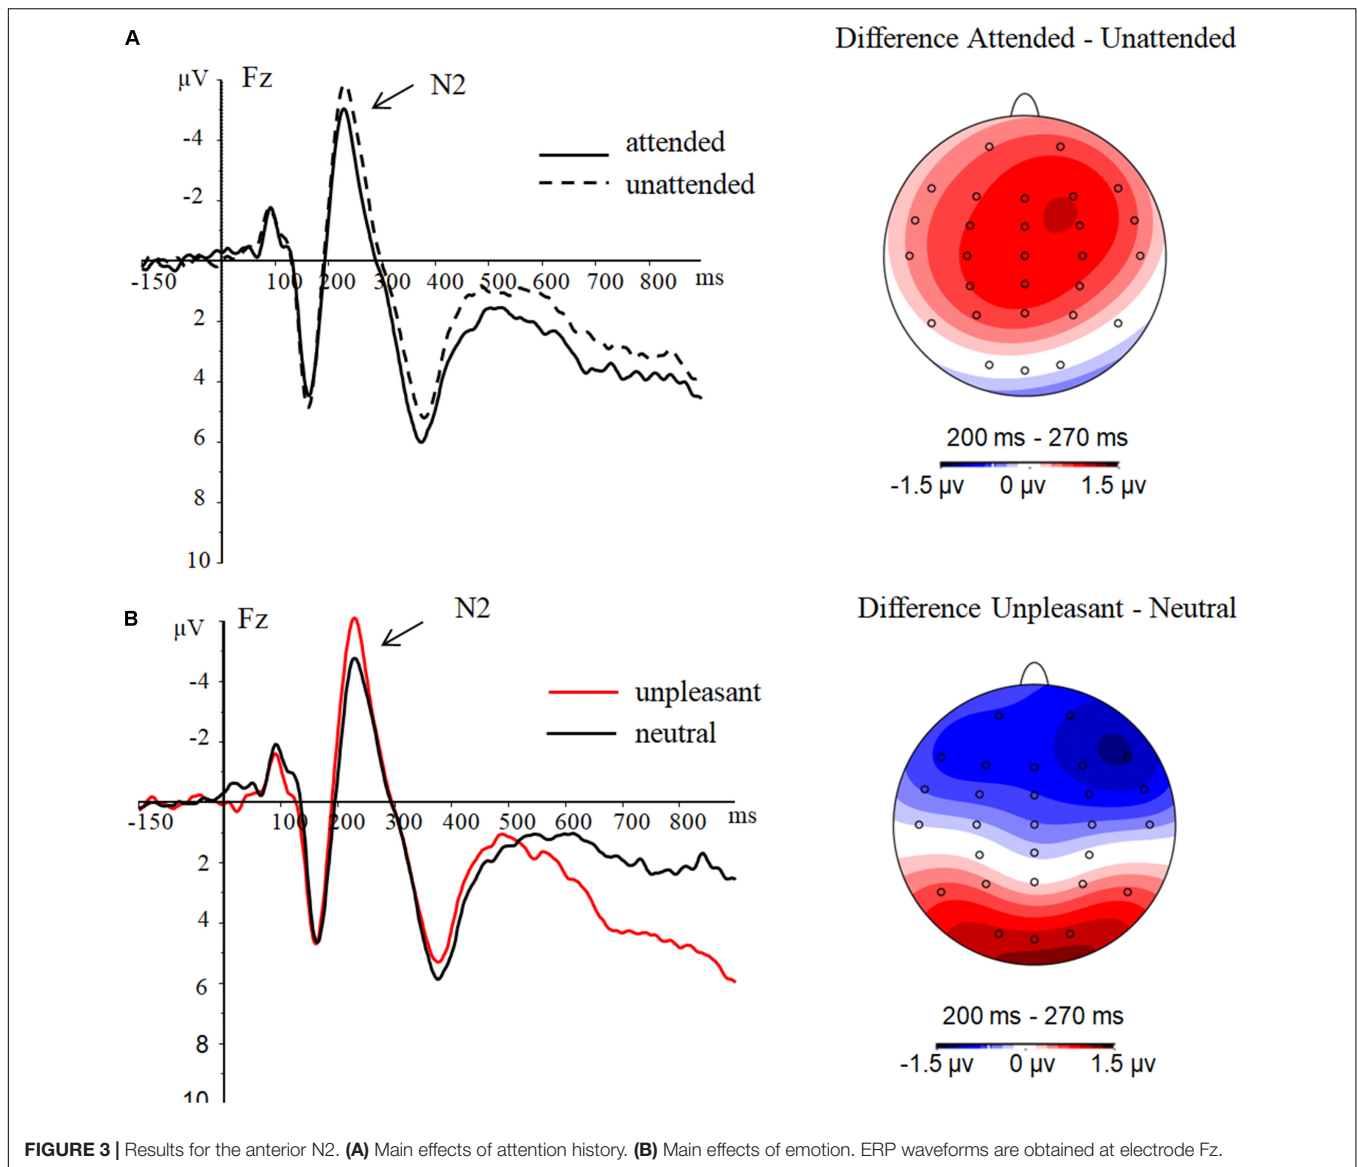 A
Difference Attended - Unattended
µV Fz
N2
-4
attended
-2
unattended
-150 100 200 300 400 500 600 700 800 ms
2
4
6
8
10
200 ms - 270 ms
-1.5 µv 0 µv 1.5 µv
B
Difference Unpleasant - Neutral
µV Fz
N2
-4
unpleasant
-2
neutral
-150 100 200 300 400 500 600 700 800 ms
2
4
6
8
10
200 ms - 270 ms
-1.5 µv 0 µv 1.5 µv
FIGURE 3 | Results for the anterior N2. (A) Main effects of attention history. (B) Main effects of emotion. ERP waveforms are obtained at electrode Fz.